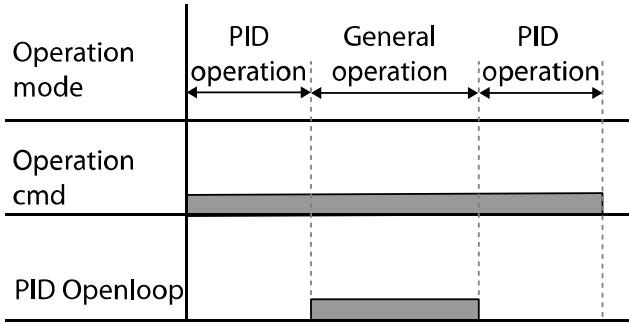 Operation
mode
PID
operation
General
operation
PID
operation
Operation
cmd
PID Openloop